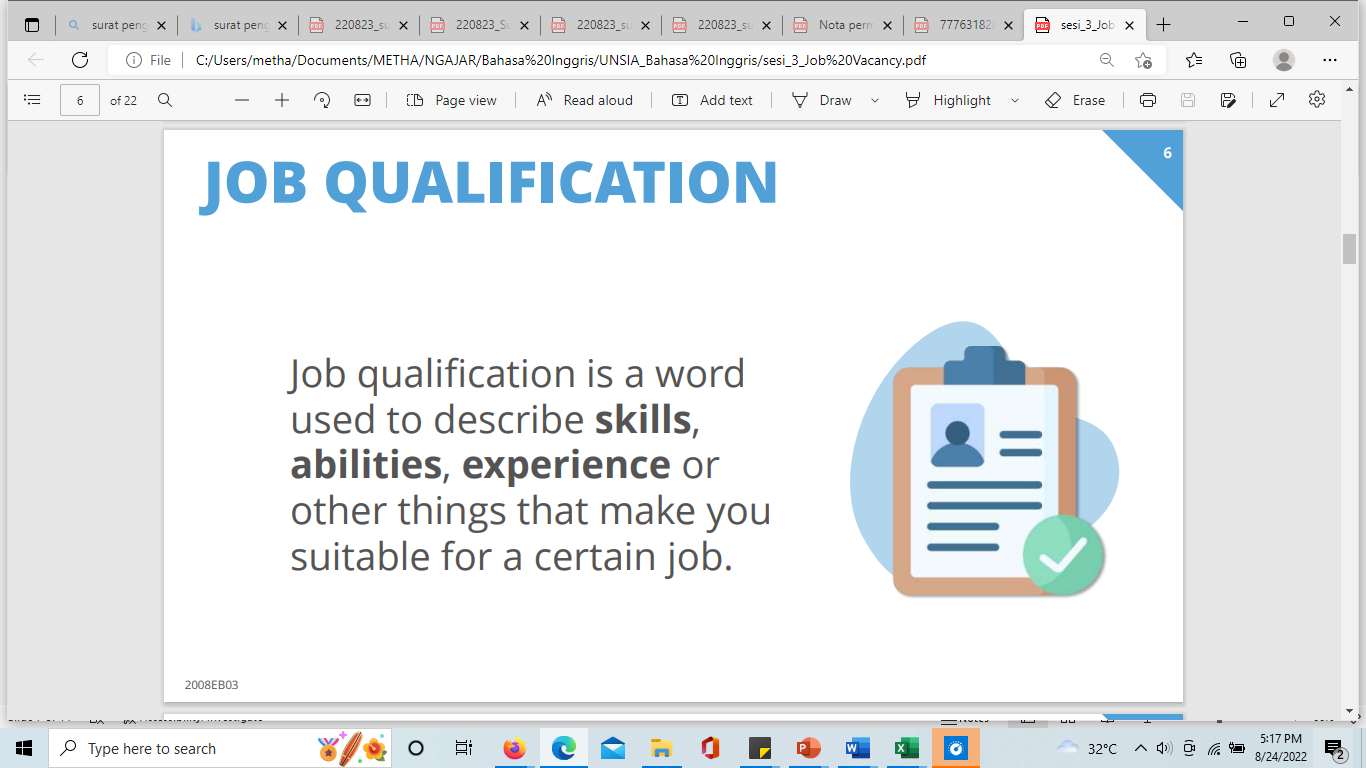 surat peng
surat peng
220823_su
220823_Su
220823_su
220823_su
Nota perm
77763182
sesi_3_Job
File
C:/Users/metha/Documents/METHA/NGAJAR/Bahasa%20Inggris/UNSIA_Bahasa%20Inggris/sesi_3_Job%20Vacancy.pdf
6 of 22
Page view
Read aloud
Add text
Draw
Highlight
Erase
6
JOB QUALIFICATION
Job qualification is a word
used to describe skills,
abilities, experience or
other things that make you
suitable for a certain job.
2008EB03
Type here to search
32°C
5:17 PM
8/24/2022
2